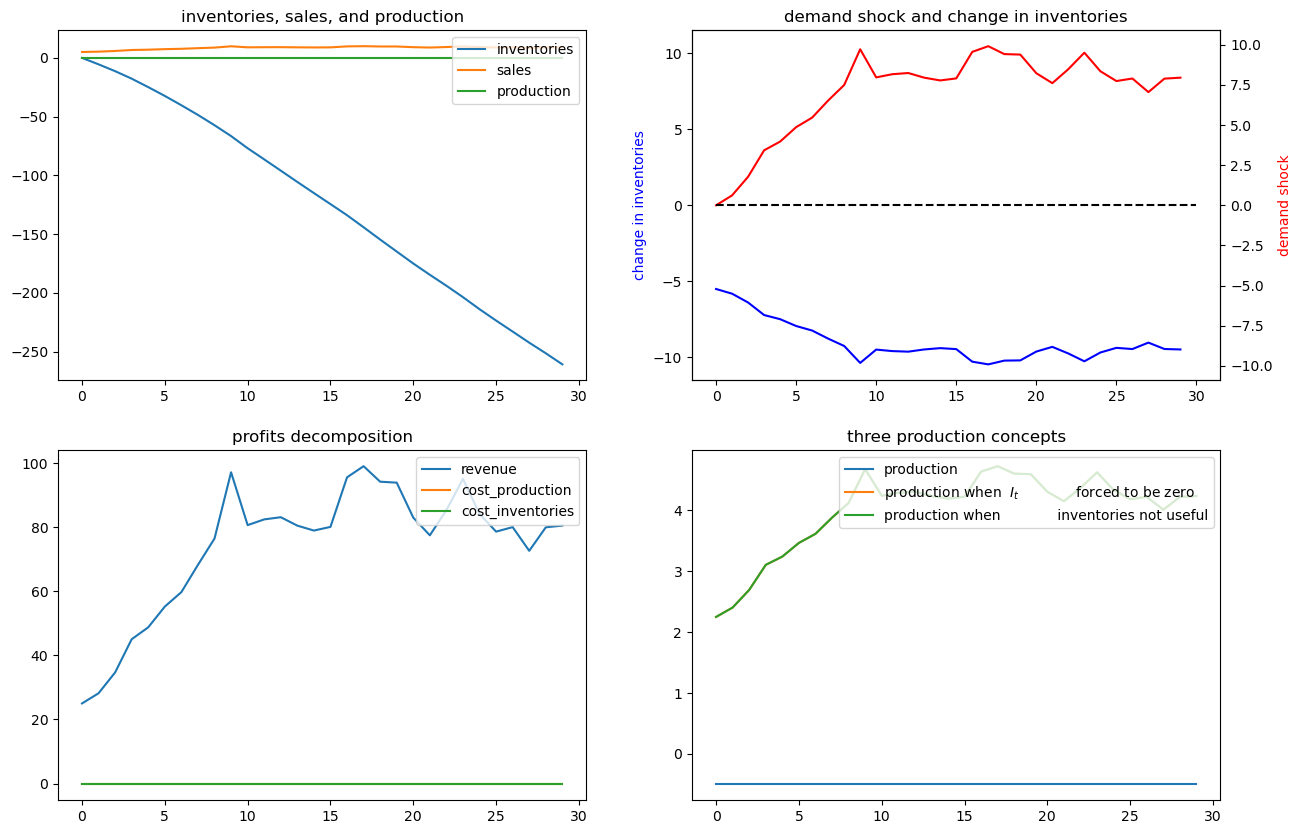 inventories, sales, and production
0
−50
−100
−150
−200
−250
0 5 10 15 20 25 30
inventories
sales
production
demand shock and change in inventories
change in inventories
10
5
0
−5
−10
10.0
7.5
5.0
2.5
0.0
−2.5
−5.0
−7.5
−10.0
demand shock
0 5 10 15 20 25 30
profits decomposition
100
80
60
40
20
0
0 5 10 15 20 25 30
revenue
cost_production
cost_inventories
three production concepts
4
3
2
1
0
0 5 10 15 20 25 30
production
production when I_t forced to be zero
production when inventories not useful